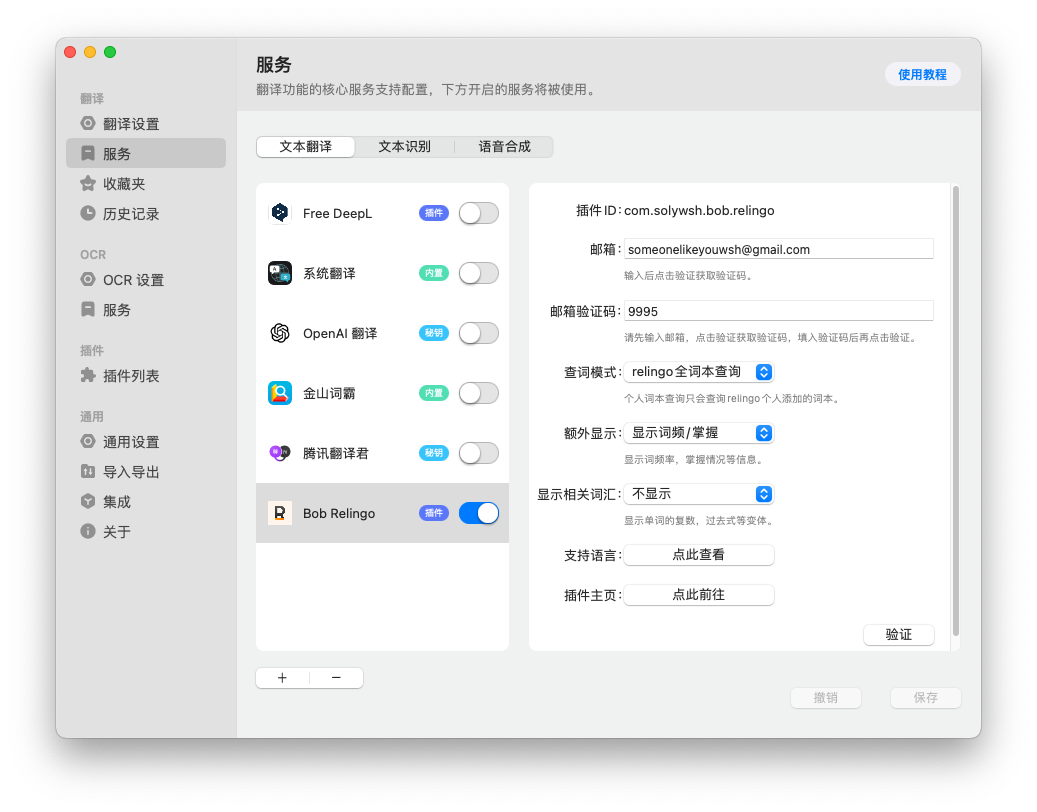 服务
翻译功能的核心服务支持配置，下方开启的服务将被使用。
使用教程
翻译
翻译设置
服务
收藏夹
历史记录
OCR
OCR 设置
服务
插件
插件列表
通用
通用设置
导入导出
集成
关于
文本翻译 文本识别 语音合成
Free DeepL 插件
系统翻译 内置
OpenAI 翻译 秘钥
金山词霸 内置
腾讯翻译君 秘钥
Bob Relingo 插件
+ −
插件 ID: com.solywsh.bob.relingo
邮箱: someonelikeyouwsh@gmail.com
输入后点击验证获取验证码。
邮箱验证码: 9995
请先输入邮箱，点击验证获取验证码，填入验证码后再点击验证。
查词模式: relingo全词本查询
个人词本查询只会查询relingo个人添加的词本。
额外显示: 显示词频/掌握
显示词频率，掌握情况等信息。
显示相关词汇: 不显示
显示单词的复数，过去式等变体。
支持语言: 点此查看
插件主页: 点此前往
验证
撤销 保存